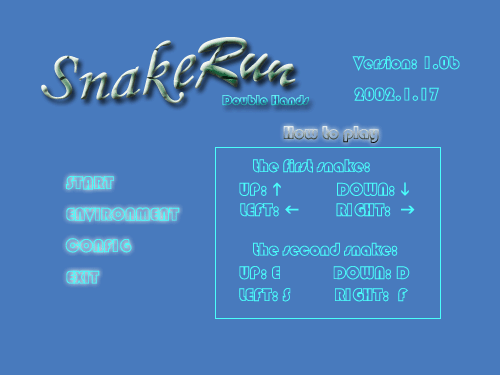 SnakeRun
Double Hands
Version: 1.0b
2002.1.17
How to play
START
ENVIRONMENT
CONFIG
EXIT
the first snake:
UP: ↑ DOWN: ↓
LEFT: ← RIGHT: →
the second snake:
UP: E DOWN: D
LEFT: S RIGHT: F